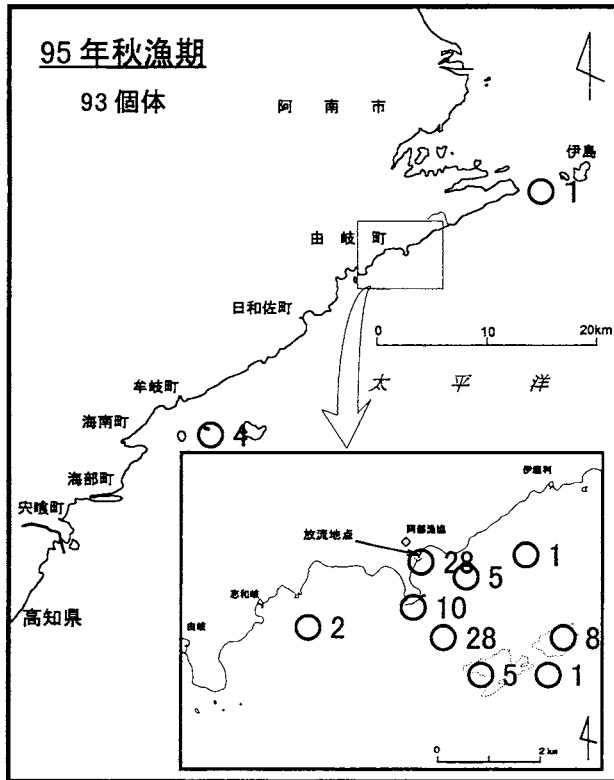 95年秋漁期
93個体
阿南市
伊島
1
由岐町
日和佐町
0 10 20km
太平洋
牟岐町
海南町
4
海部町
宍喰町
高知県
伊座利
阿部漁協
放流地点
28
1
5
志和岐
10
2
28
8
由岐
5
1
0 2 km